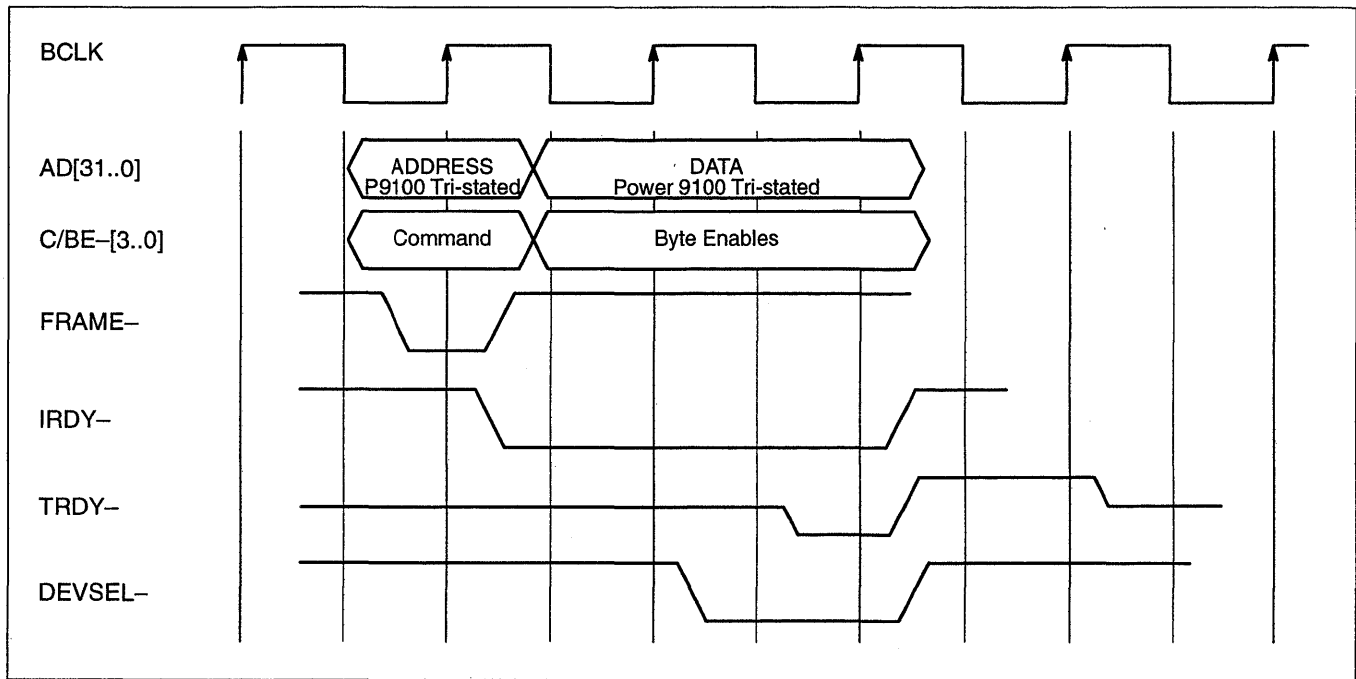 BCLK
AD[31..0]
ADDRESS
P9100 Tri-stated
DATA
Power 9100 Tri-stated
C/BE–[3..0]
Command
Byte Enables
FRAME–
IRDY–
TRDY–
DEVSEL–